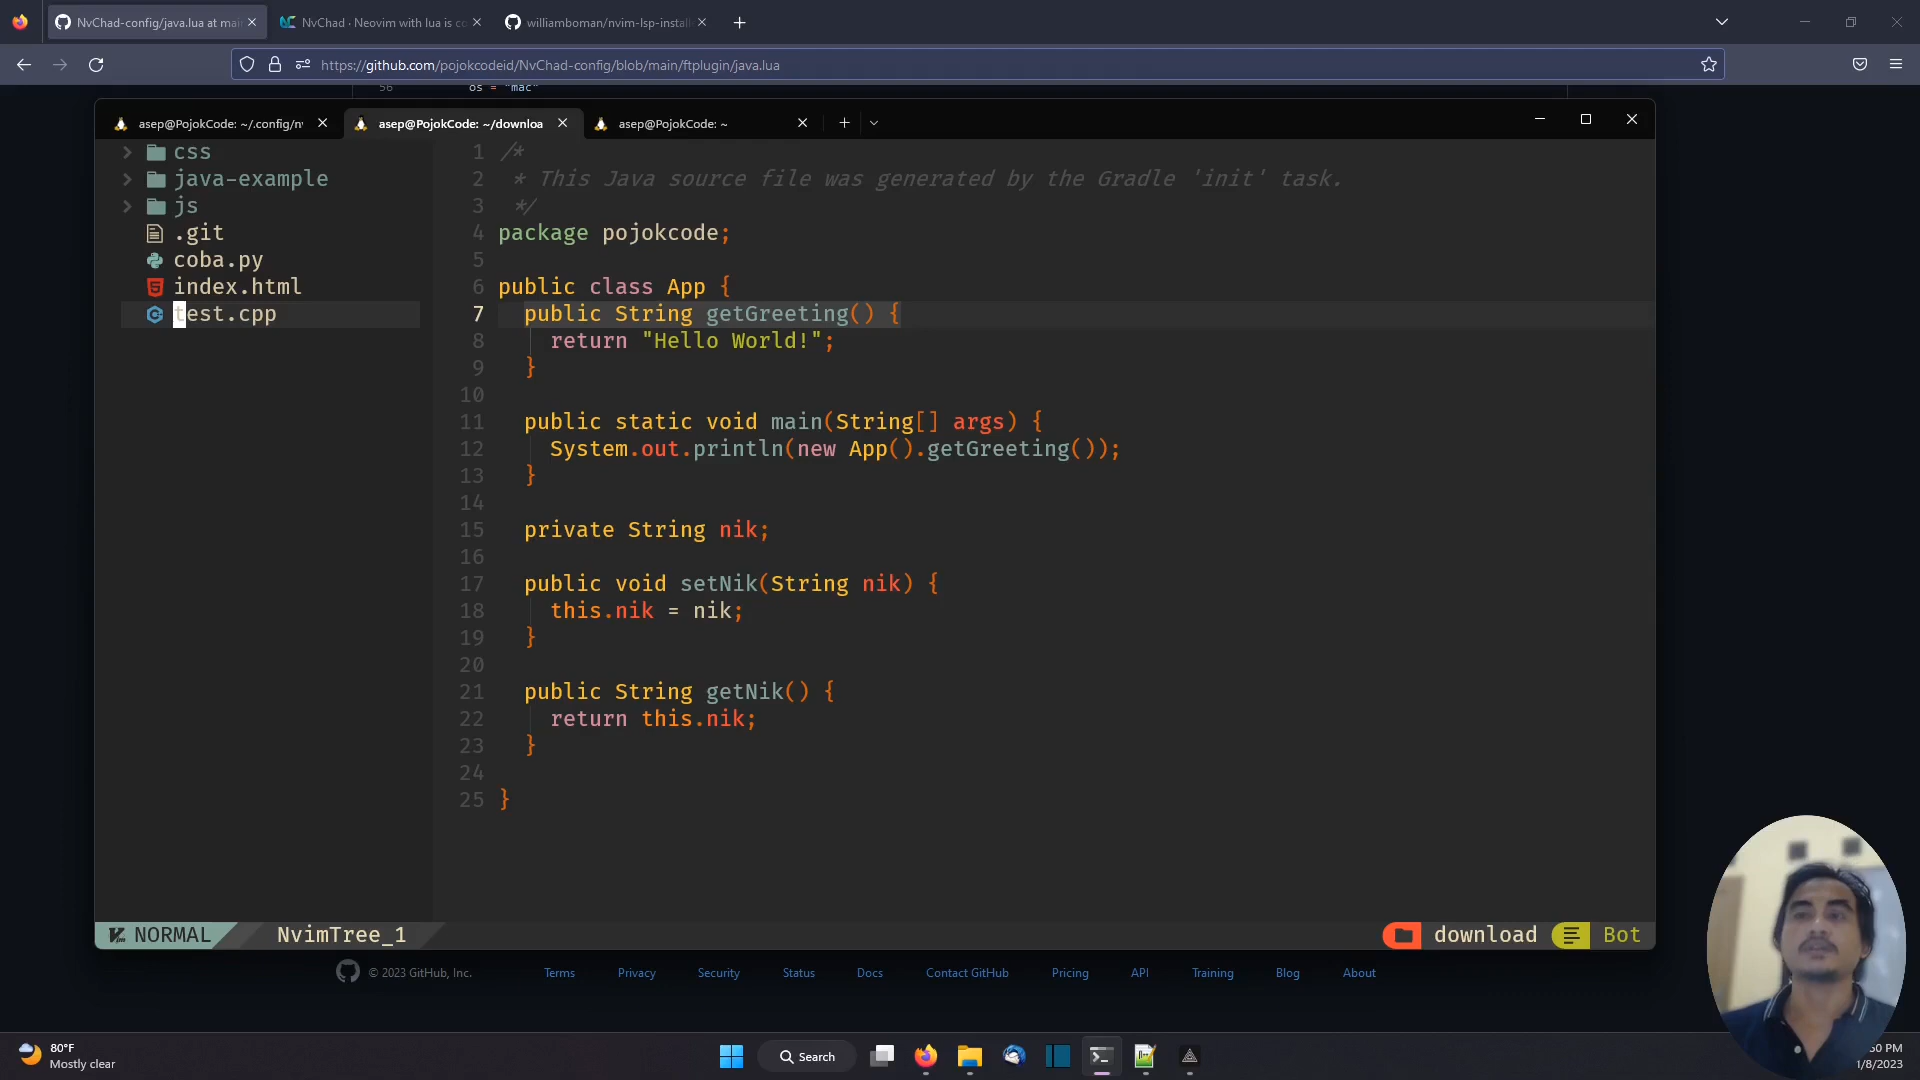 NvChad-config/java.lua at mai
NvChad · Neovim with lua is co
williamboman/nvim-lsp-install
https://github.com/pojokcodeid/NvChad-config/blob/main/ftplugin/java.lua
56 os = "mac"
asep@PojokCode: ~/.config/nv
asep@PojokCode: ~/downloa
asep@PojokCode: ~
css
java-example
js
.git
coba.py
index.html
test.cpp
1 /*
2 * This Java source file was generated by the Gradle 'init' task.
3 */
4 package pojokcode;
5
6 public class App {
7 public String getGreeting() {
8 return "Hello World!";
9 }
10
11 public static void main(String[] args) {
12 System.out.println(new App().getGreeting());
13 }
14
15 private String nik;
16
17 public void setNik(String nik) {
18 this.nik = nik;
19 }
20
21 public String getNik() {
22 return this.nik;
23 }
24
25 }
NORMAL NvimTree_1 download Bot
© 2023 GitHub, Inc. Terms Privacy Security Status Docs Contact GitHub Pricing API Training Blog About
80°F
Mostly clear
Search
50 PM
1/8/2023